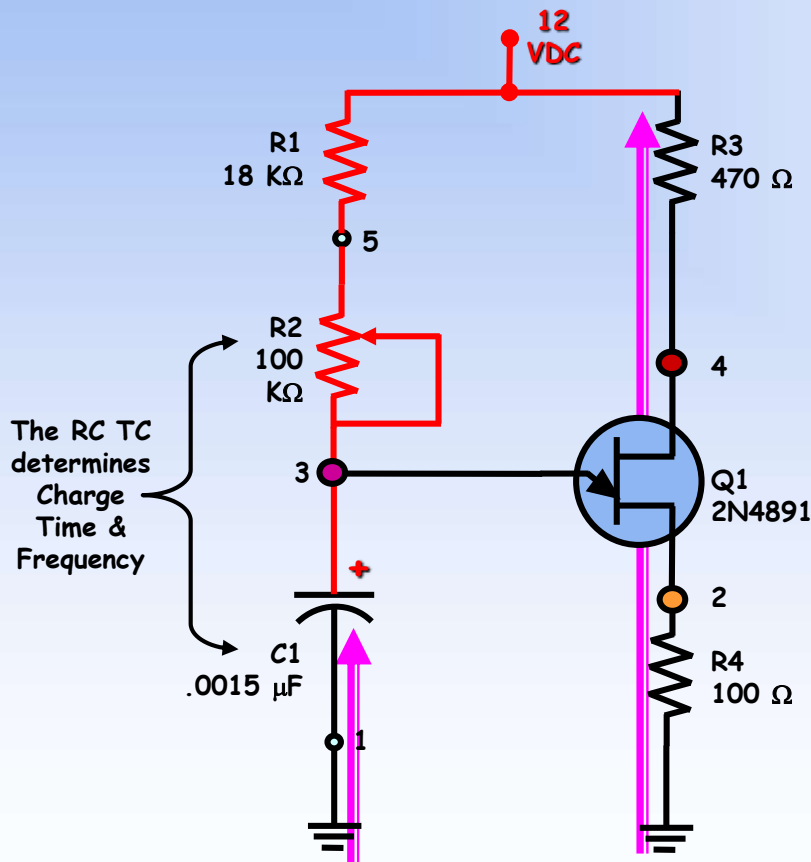 12
VDC
R1
18 KΩ
R3
470 Ω
5
R2
100
KΩ
4
The RC TC
determines
Charge
Time &
Frequency
3
Q1
2N4891
+
2
C1
.0015 µF
R4
100 Ω
1